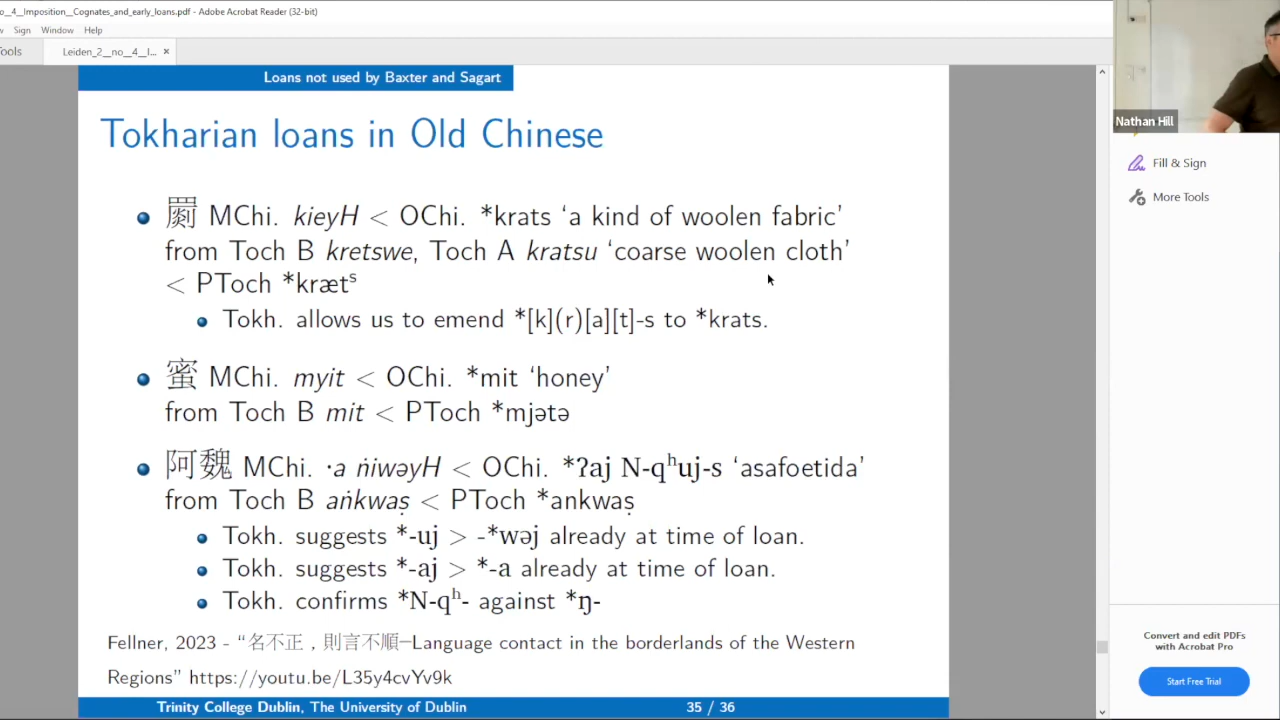 o__4__Imposition__Cognates_and_early_loans.pdf - Adobe Acrobat Reader (32-bit)
Sign Window Help
Tools
Leiden_2__no__4__I... ×
Loans not used by Baxter and Sagart
Tokharian loans in Old Chinese
罽 MChi. kieyH < OChi. *krats ‘a kind of woolen fabric’
from Toch B kretswe, Toch A kratsu ‘coarse woolen cloth’
< PToch *krætˢ
Tokh. allows us to emend *[k](r)[a][t]-s to *krats.
蜜 MChi. myit < OChi. *mit ‘honey’
from Toch B mit < PToch *mjətə
阿魏 MChi. ·a ṅiwəyH < OChi. *ʔaj N-qʰuj-s ‘asafoetida’
from Toch B aṅkwaṣ < PToch *ankwaṣ
Tokh. suggests *-uj > -*wəj already at time of loan.
Tokh. suggests *-aj > *-a already at time of loan.
Tokh. confirms *N-qʰ- against *ŋ-
Fellner, 2023 - “名不正，則言不順—Language contact in the borderlands of the Western
Regions” https://youtu.be/L35y4cvYv9k
Trinity College Dublin, The University of Dublin 35 / 36
Nathan Hill
Fill & Sign
More Tools
Convert and edit PDFs
with Acrobat Pro
Start Free Trial